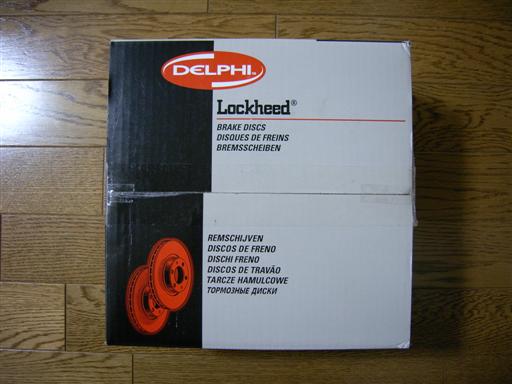 DELPHI
Lockheed®
BRAKE DISCS
DISQUES DE FREINS
BREMSSCHEIBEN
REMSCHIJVEN
DISCOS DE FRENO
DISCHI FRENO
DISCOS DE TRAVÃO
TARCZE HAMULCOWE
ТОРМОЗНЫЕ ДИСКИ